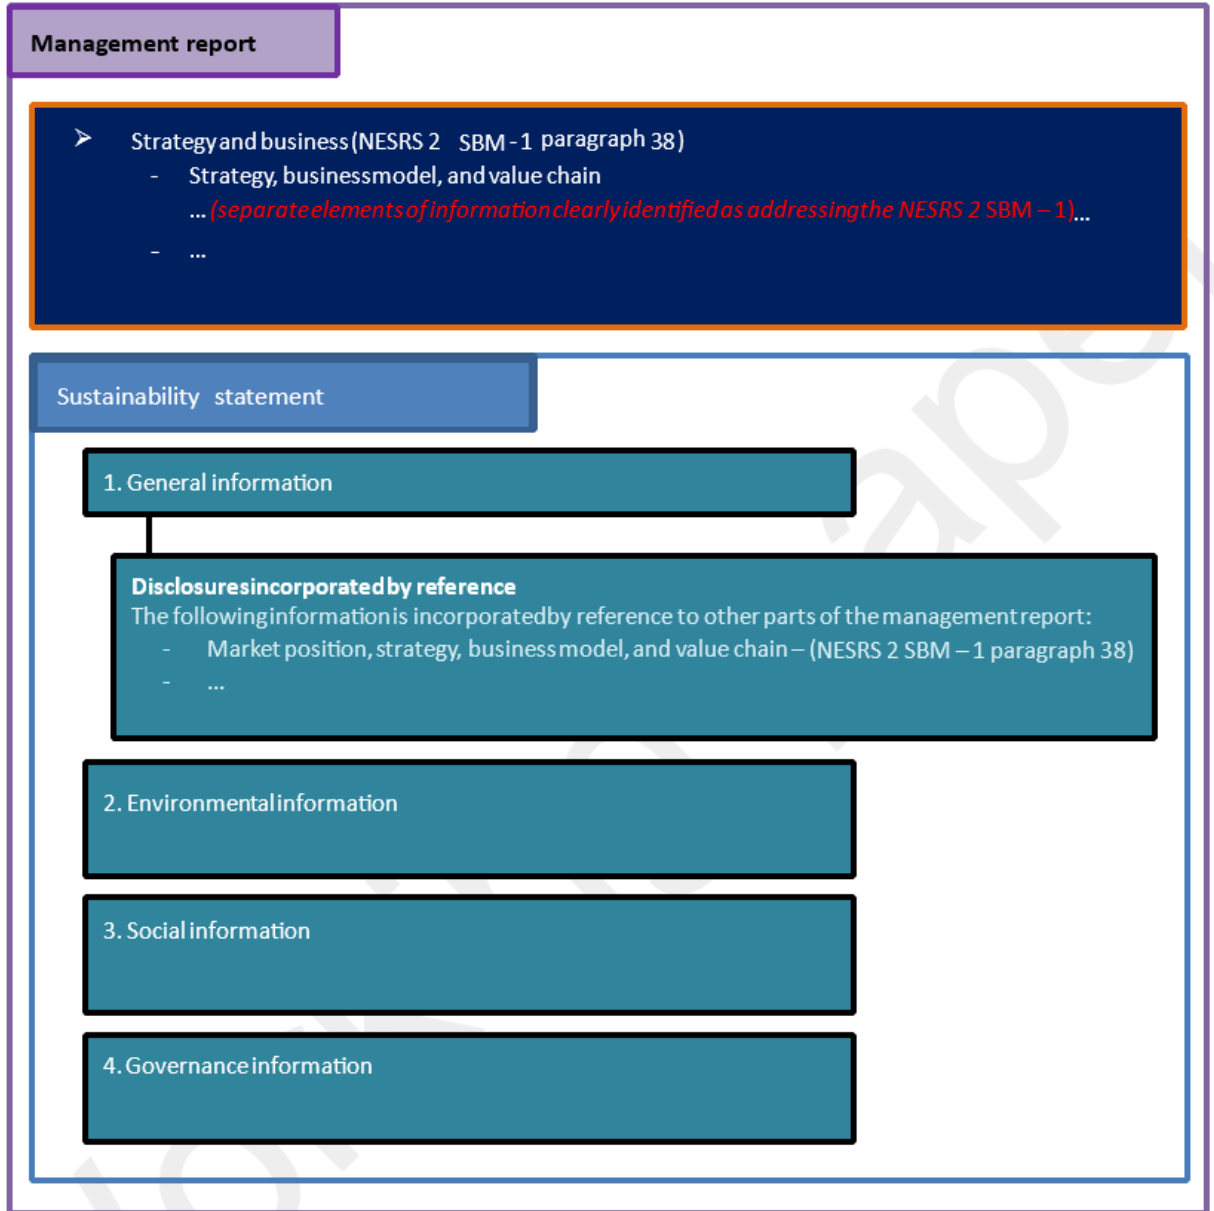 Management report
➤ Strategy and business (NESRS 2 SBM - 1 paragraph 38)
- Strategy, business model, and value chain
... (separate elements of information clearly identified as addressing the NESRS 2 SBM – 1)...
- ...
Sustainability statement
1. General information
Disclosures incorporated by reference
The following information is incorporated by reference to other parts of the management report:
- Market position, strategy, business model, and value chain – (NESRS 2 SBM – 1 paragraph 38)
- ...
2. Environmental information
3. Social information
4. Governance information